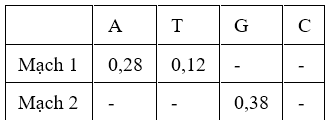 A T G C
Mạch 1 0,28 0,12 - -
Mạch 2 - - 0,38 -